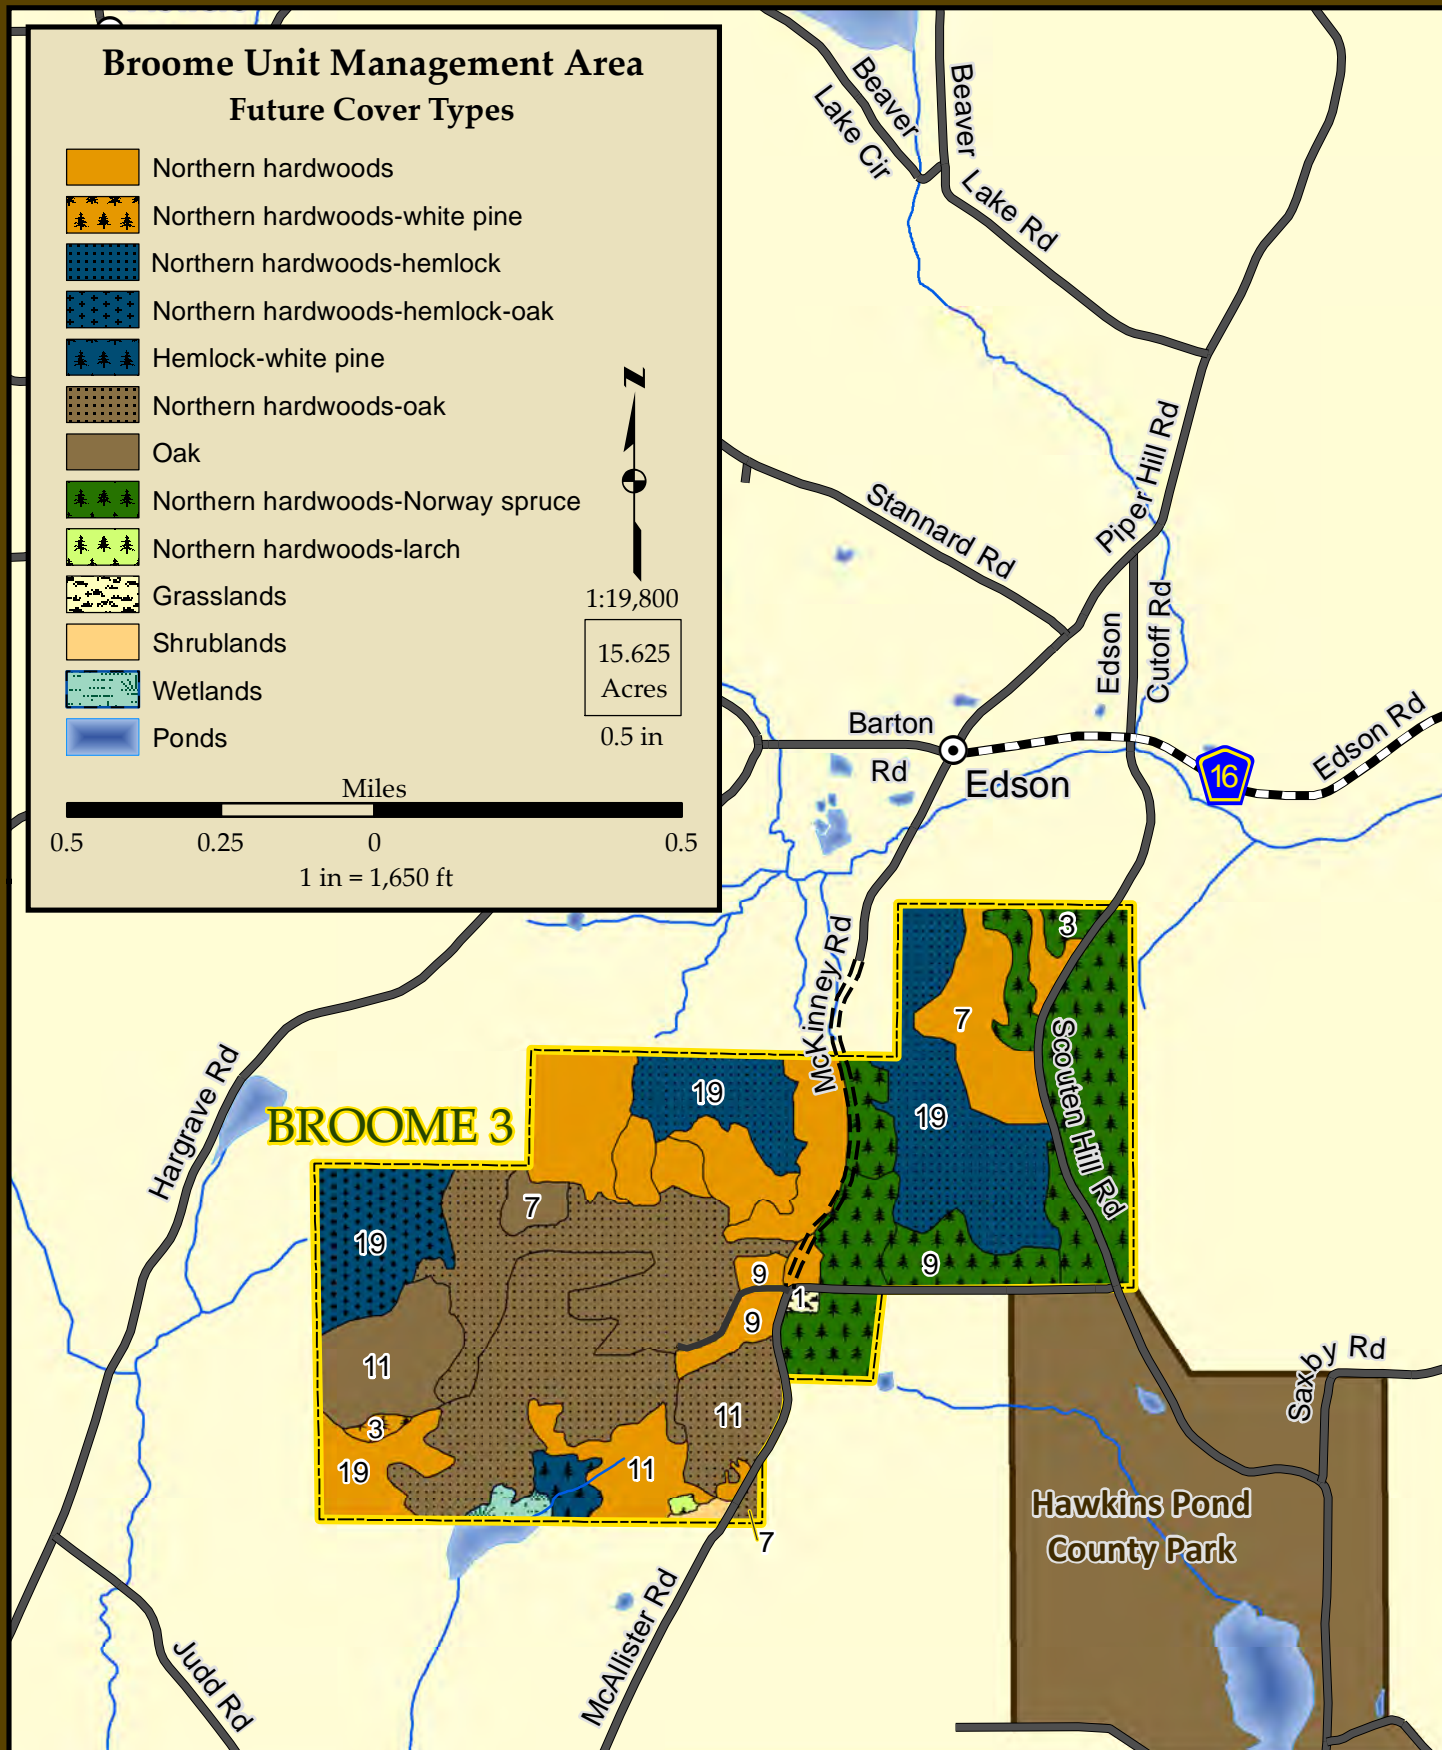 Broome Unit Management Area
Future Cover Types
Northern hardwoods
Northern hardwoods-white pine
Northern hardwoods-hemlock
Northern hardwoods-hemlock-oak
Hemlock-white pine
Northern hardwoods-oak
Oak
Northern hardwoods-Norway spruce
Northern hardwoods-larch
Grasslands
Shrublands
Wetlands
Ponds
N
1:19,800
15.625
Acres
0.5 in
Miles
0.5 0.25 0 0.5
1 in = 1,650 ft
Beaver
Lake Cir
Beaver
Lake Rd
Piper Hill Rd
Stannard Rd
Edson
Cutoff Rd
Barton
Rd
Edson
16
Edson Rd
McKinney Rd
3
7
Scouten Hill Rd
19
19
9
Hargrave Rd
BROOME 3
7
19
9
1
9
11
11
3
19
11
7
Saxby Rd
Hawkins Pond
County Park
McAllister Rd
Judd Rd